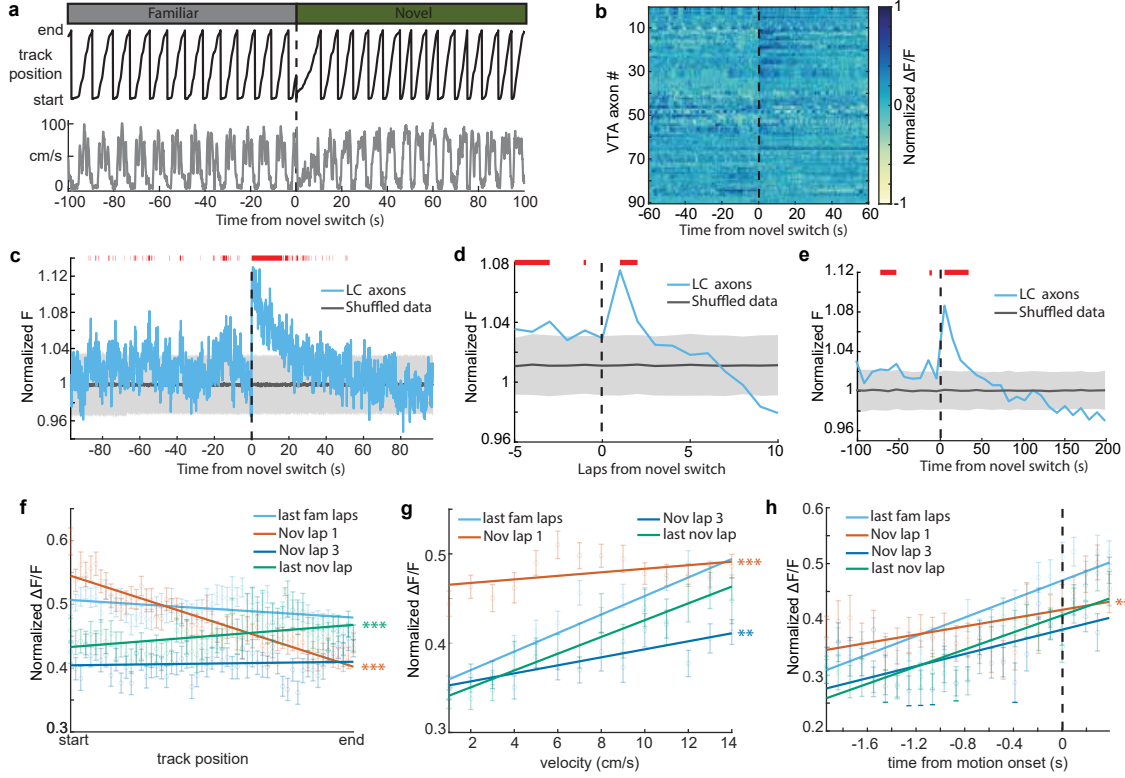 a
Familiar
Novel
end
track
position
start
100
cm/s
0
-100 -80 -60 -40 -20 0 20 40 60 80 100
Time from novel switch (s)
b
VTA axon #
10
30
50
70
90
-60 -40 -20 0 20 40 60
Time from novel switch (s)
1
0
-1
Normalized ΔF/F
c
Normalized F
1.12
1.08
1.04
1
0.96
LC axons
Shuffled data
-80 -60 -40 -20 0 20 40 60 80
Time from novel switch (s)
d
Normalized F
1.08
1.04
1
0.96
LC axons
Shuffled data
-5 0 5 10
Laps from novel switch
e
Normalized F
1.12
1.08
1.04
1
0.96
LC axons
Shuffled data
-100 -50 0 50 100 150 200
Time from novel switch (s)
f
Normalized ΔF/F
0.6
0.5
0.4
0.3
last fam laps
Nov lap 1
Nov lap 3
last nov lap
***
***
start end
track position
g
Normalized ΔF/F
0.5
0.4
0.3
last fam laps
Nov lap 1
Nov lap 3
last nov lap
***
**
2 4 6 8 10 12 14
velocity (cm/s)
h
Normalized ΔF/F
0.6
0.5
0.4
0.3
0.2
last fam laps
Nov lap 1
Nov lap 3
last nov lap
-1.6 -1.2 -0.8 -0.4 0
time from motion onset (s)